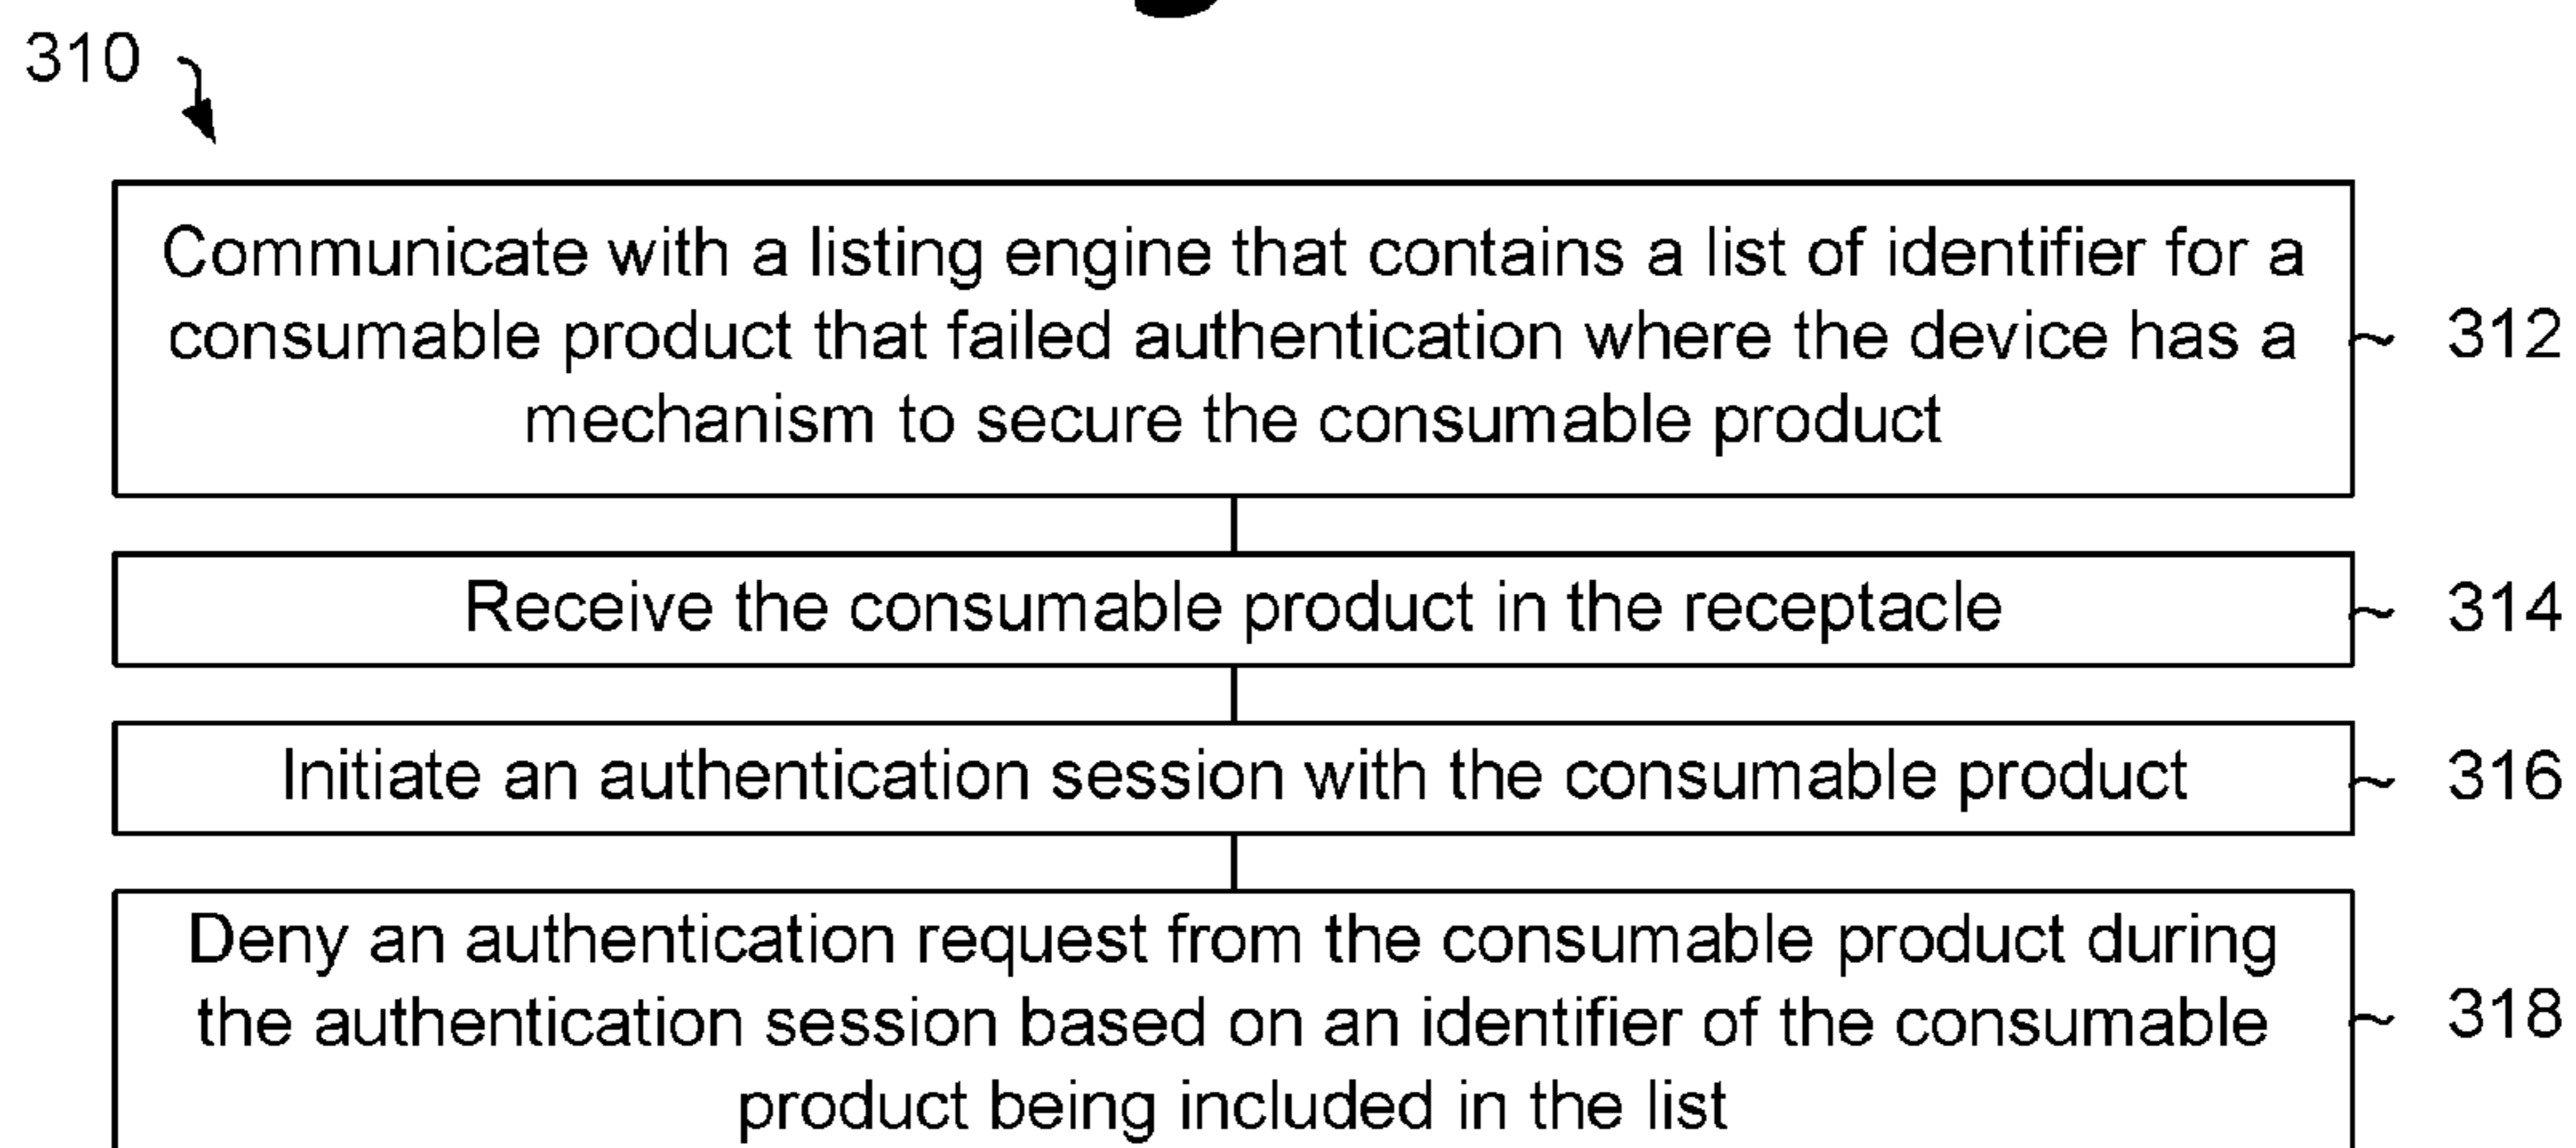 310
Communicate with a listing engine that contains a list of identifier for a
consumable product that failed authentication where the device has a
mechanism to secure the consumable product
312
Receive the consumable product in the receptacle
314
Initiate an authentication session with the consumable product
316
Deny an authentication request from the consumable product during
the authentication session based on an identifier of the consumable
product being included in the list
318